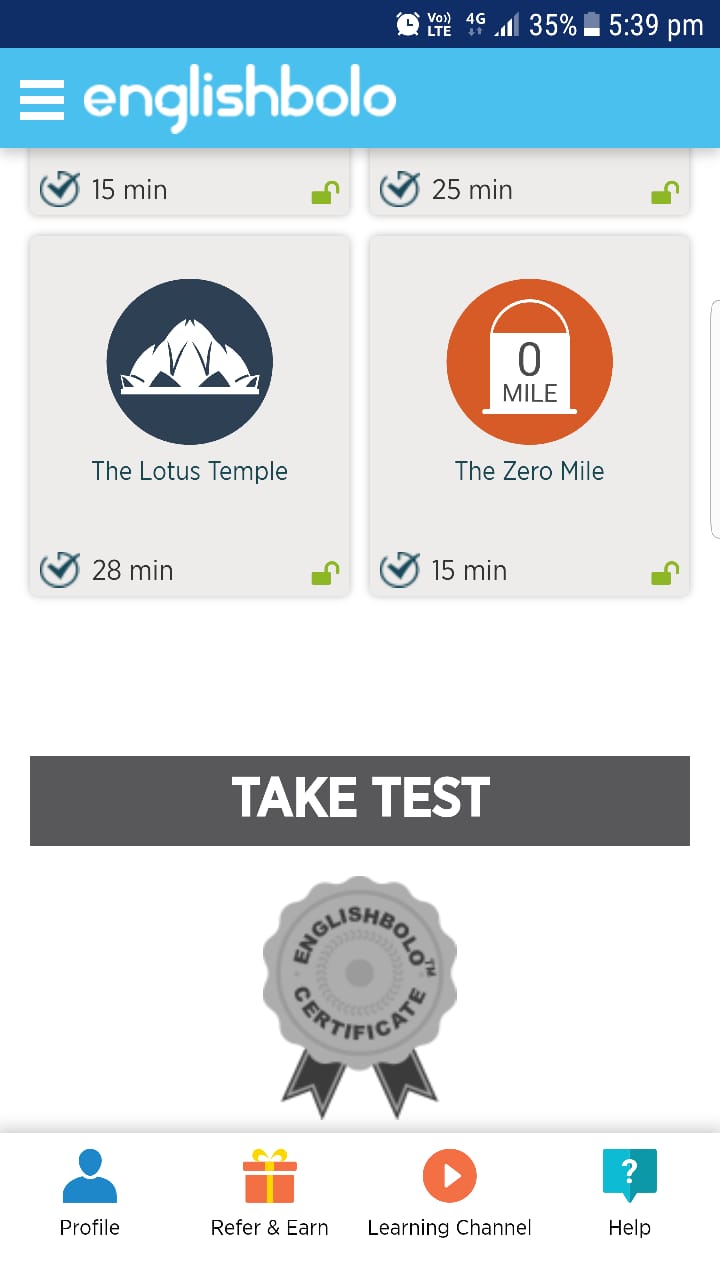 Vo)) LTE 4G 35% 5:39 pm
englishbolo
15 min
25 min
0
MILE
The Lotus Temple
The Zero Mile
28 min
15 min
TAKE TEST
ENGLISHBOLO™
CERTIFICATE
?
Profile
Refer & Earn
Learning Channel
Help